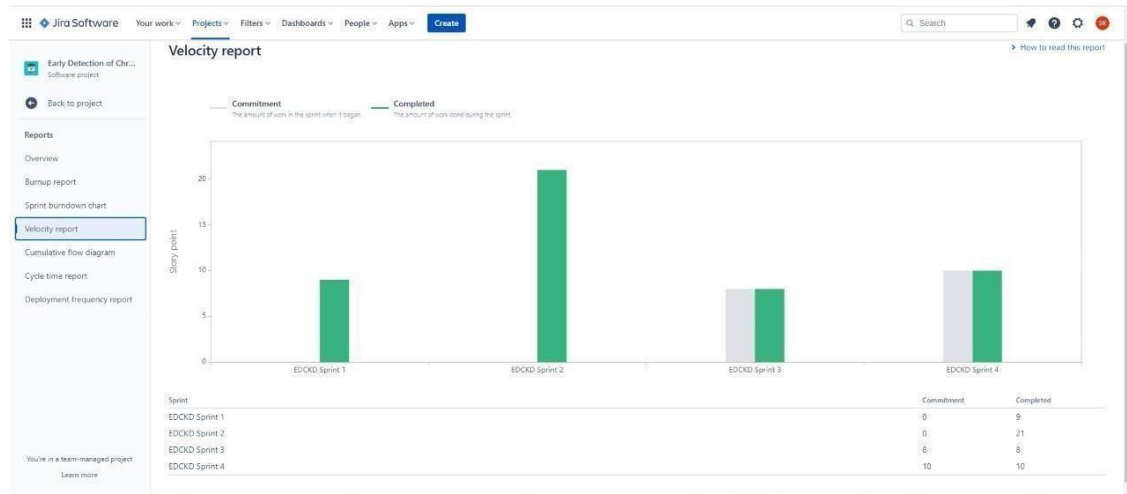 Jira Software Your work Projects Filters Dashboards People Apps Create Search SK
Early Detection of Chr...
Software project
Back to project
Reports
Overview
Burnup report
Sprint burndown chart
Velocity report
Cumulative flow diagram
Cycle time report
Deployment frequency report
You're in a team-managed project
Learn more
Velocity report
How to read this report
Commitment
The amount of work in the sprint when it began
Completed
The amount of work done during the sprint
Story point
20
15
10
5
0
EDCKD Sprint 1 EDCKD Sprint 2 EDCKD Sprint 3 EDCKD Sprint 4
Sprint Commitment Completed
EDCKD Sprint 1 0 9
EDCKD Sprint 2 0 21
EDCKD Sprint 3 8 8
EDCKD Sprint 4 10 10